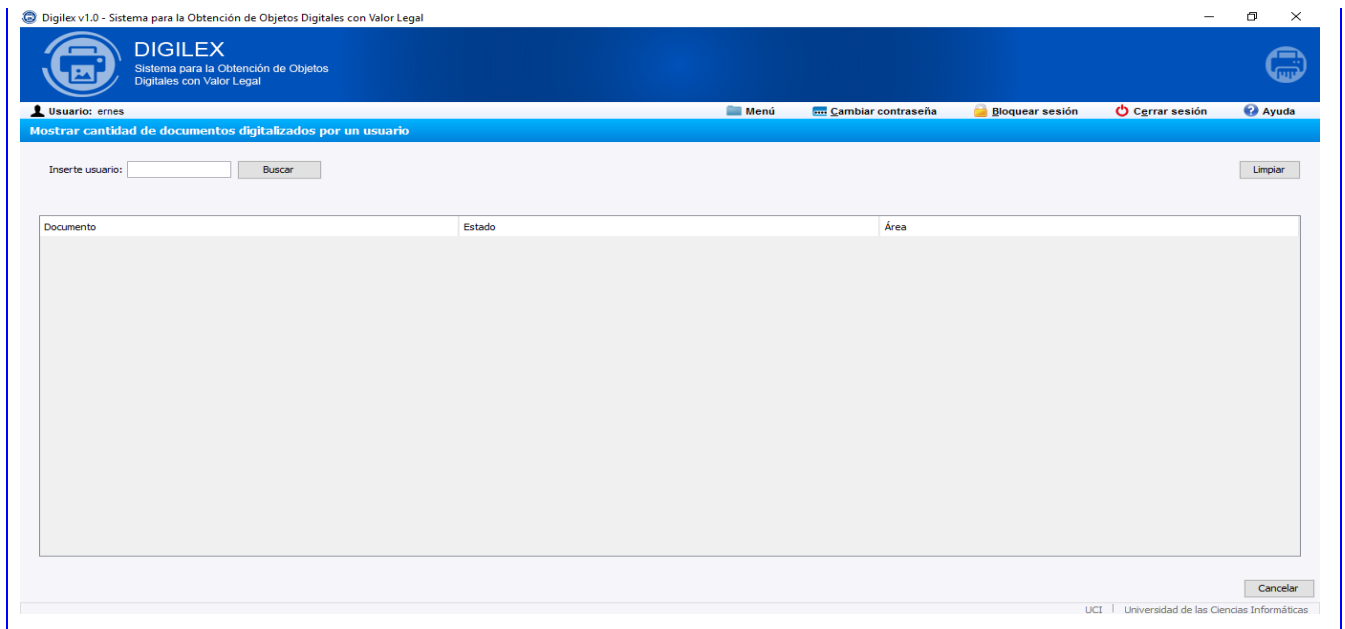 Digilex v1.0 - Sistema para la Obtención de Objetos Digitales con Valor Legal
DIGILEX
Sistema para la Obtención de Objetos
Digitales con Valor Legal
Usuario: ernes Menú Cambiar contraseña Bloquear sesión Cerrar sesión Ayuda
Mostrar cantidad de documentos digitalizados por un usuario
Inserte usuario: Buscar Limpiar
Documento Estado Área
Cancelar
UCI | Universidad de las Ciencias Informáticas